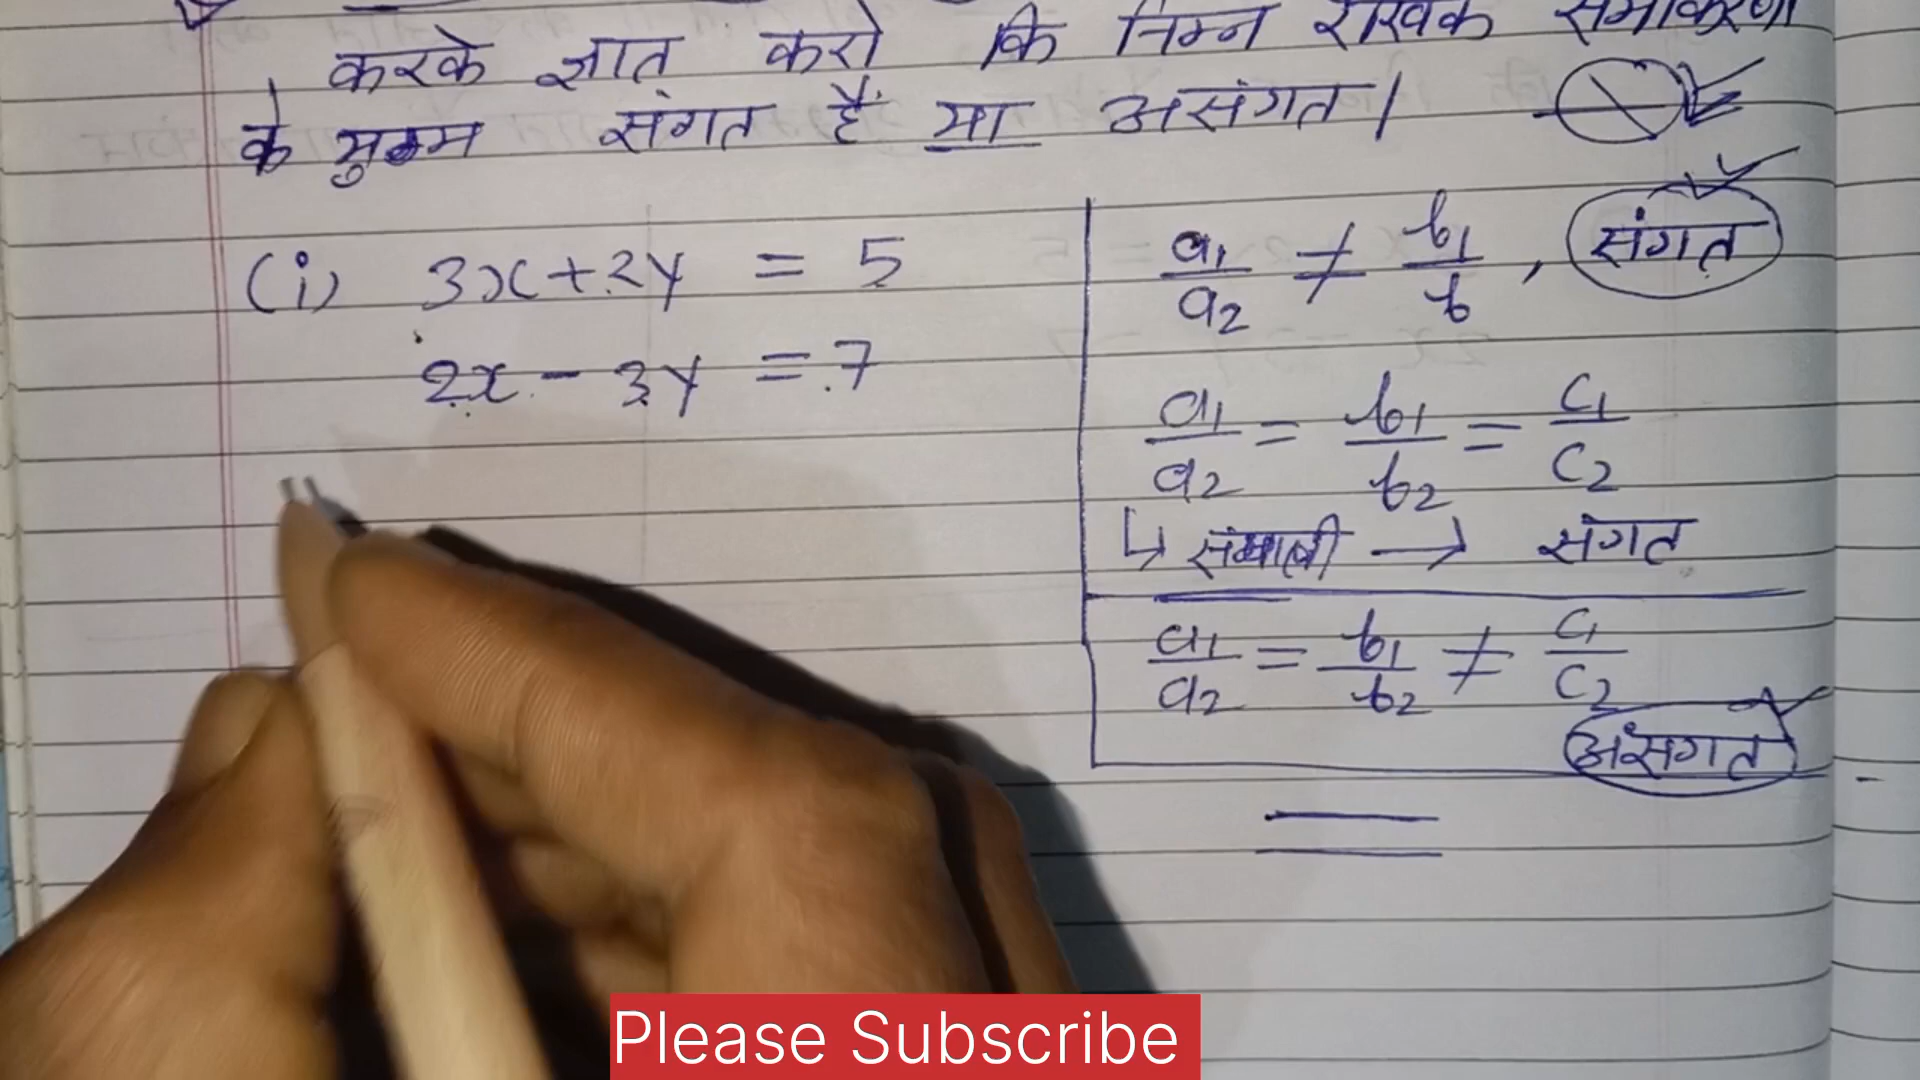 करके ज्ञात करो कि निम्न रैखिक समीकरणों
के युग्म संगत हैं या असंगत।
(i) 3x+2y = 5
2x - 3y = 7
a₁/a₂ ≠ b₁/b , संगत
a₁/a₂ = b₁/b₂ = c₁/c₂
↳ संपाती → संगत
a₁/a₂ = b₁/b₂ ≠ c₁/c₂
असंगत
Please Subscribe